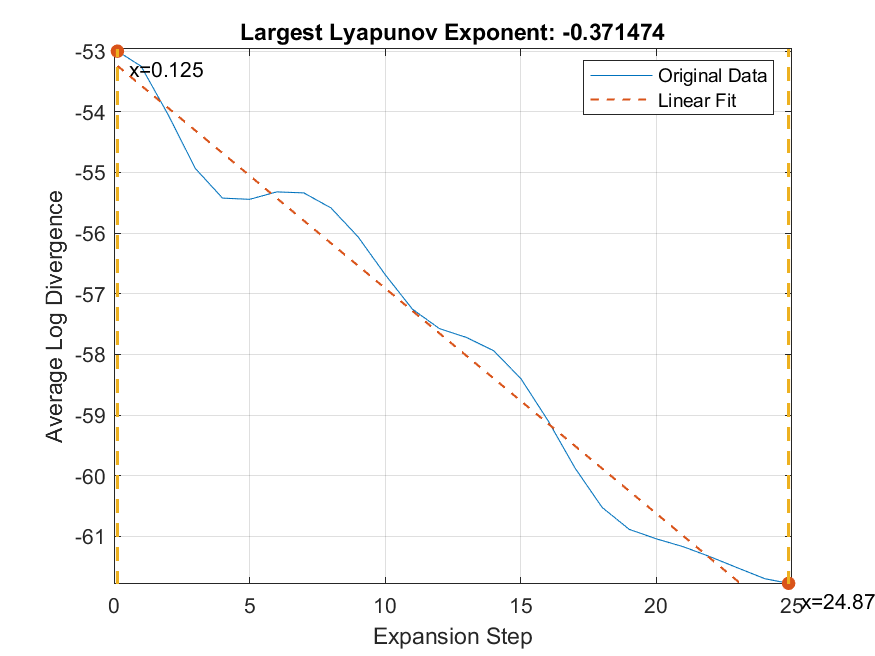 Largest Lyapunov Exponent: -0.371474
-53
x=0.125
Original Data
Linear Fit
-54
-55
-56
-57
-58
-59
-60
-61
Average Log Divergence
0
5
10
15
20
25
x=24.87
Expansion Step